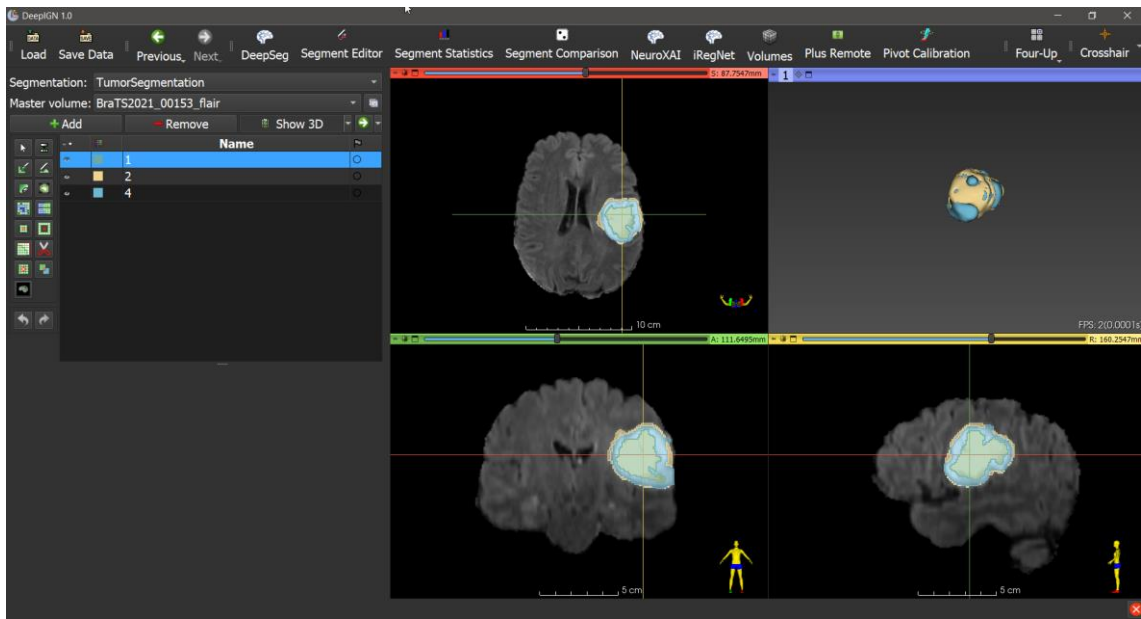 DeepIGN 1.0
Load Save Data Previous Next DeepSeg Segment Editor Segment Statistics Segment Comparison NeuroXAI iRegNet Volumes Plus Remote Pivot Calibration Four-Up Crosshair
Segmentation: TumorSegmentation
Master volume: BraTS2021_00153_flair
Add Remove Show 3D
Name
1
2
4
S: 87.7547mm
1
10 cm
FPS: 2(0.0001s)
A: 111.6495mm
R: 160.2547mm
5 cm
5 cm